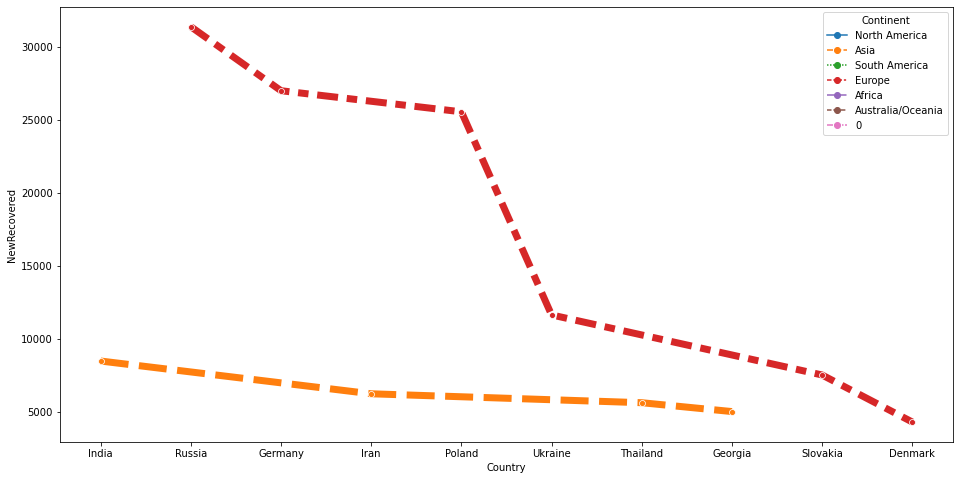 Continent
North America
Asia
South America
Europe
Africa
Australia/Oceania
0
NewRecovered
30000
25000
20000
15000
10000
5000
India Russia Germany Iran Poland Ukraine Thailand Georgia Slovakia Denmark
Country